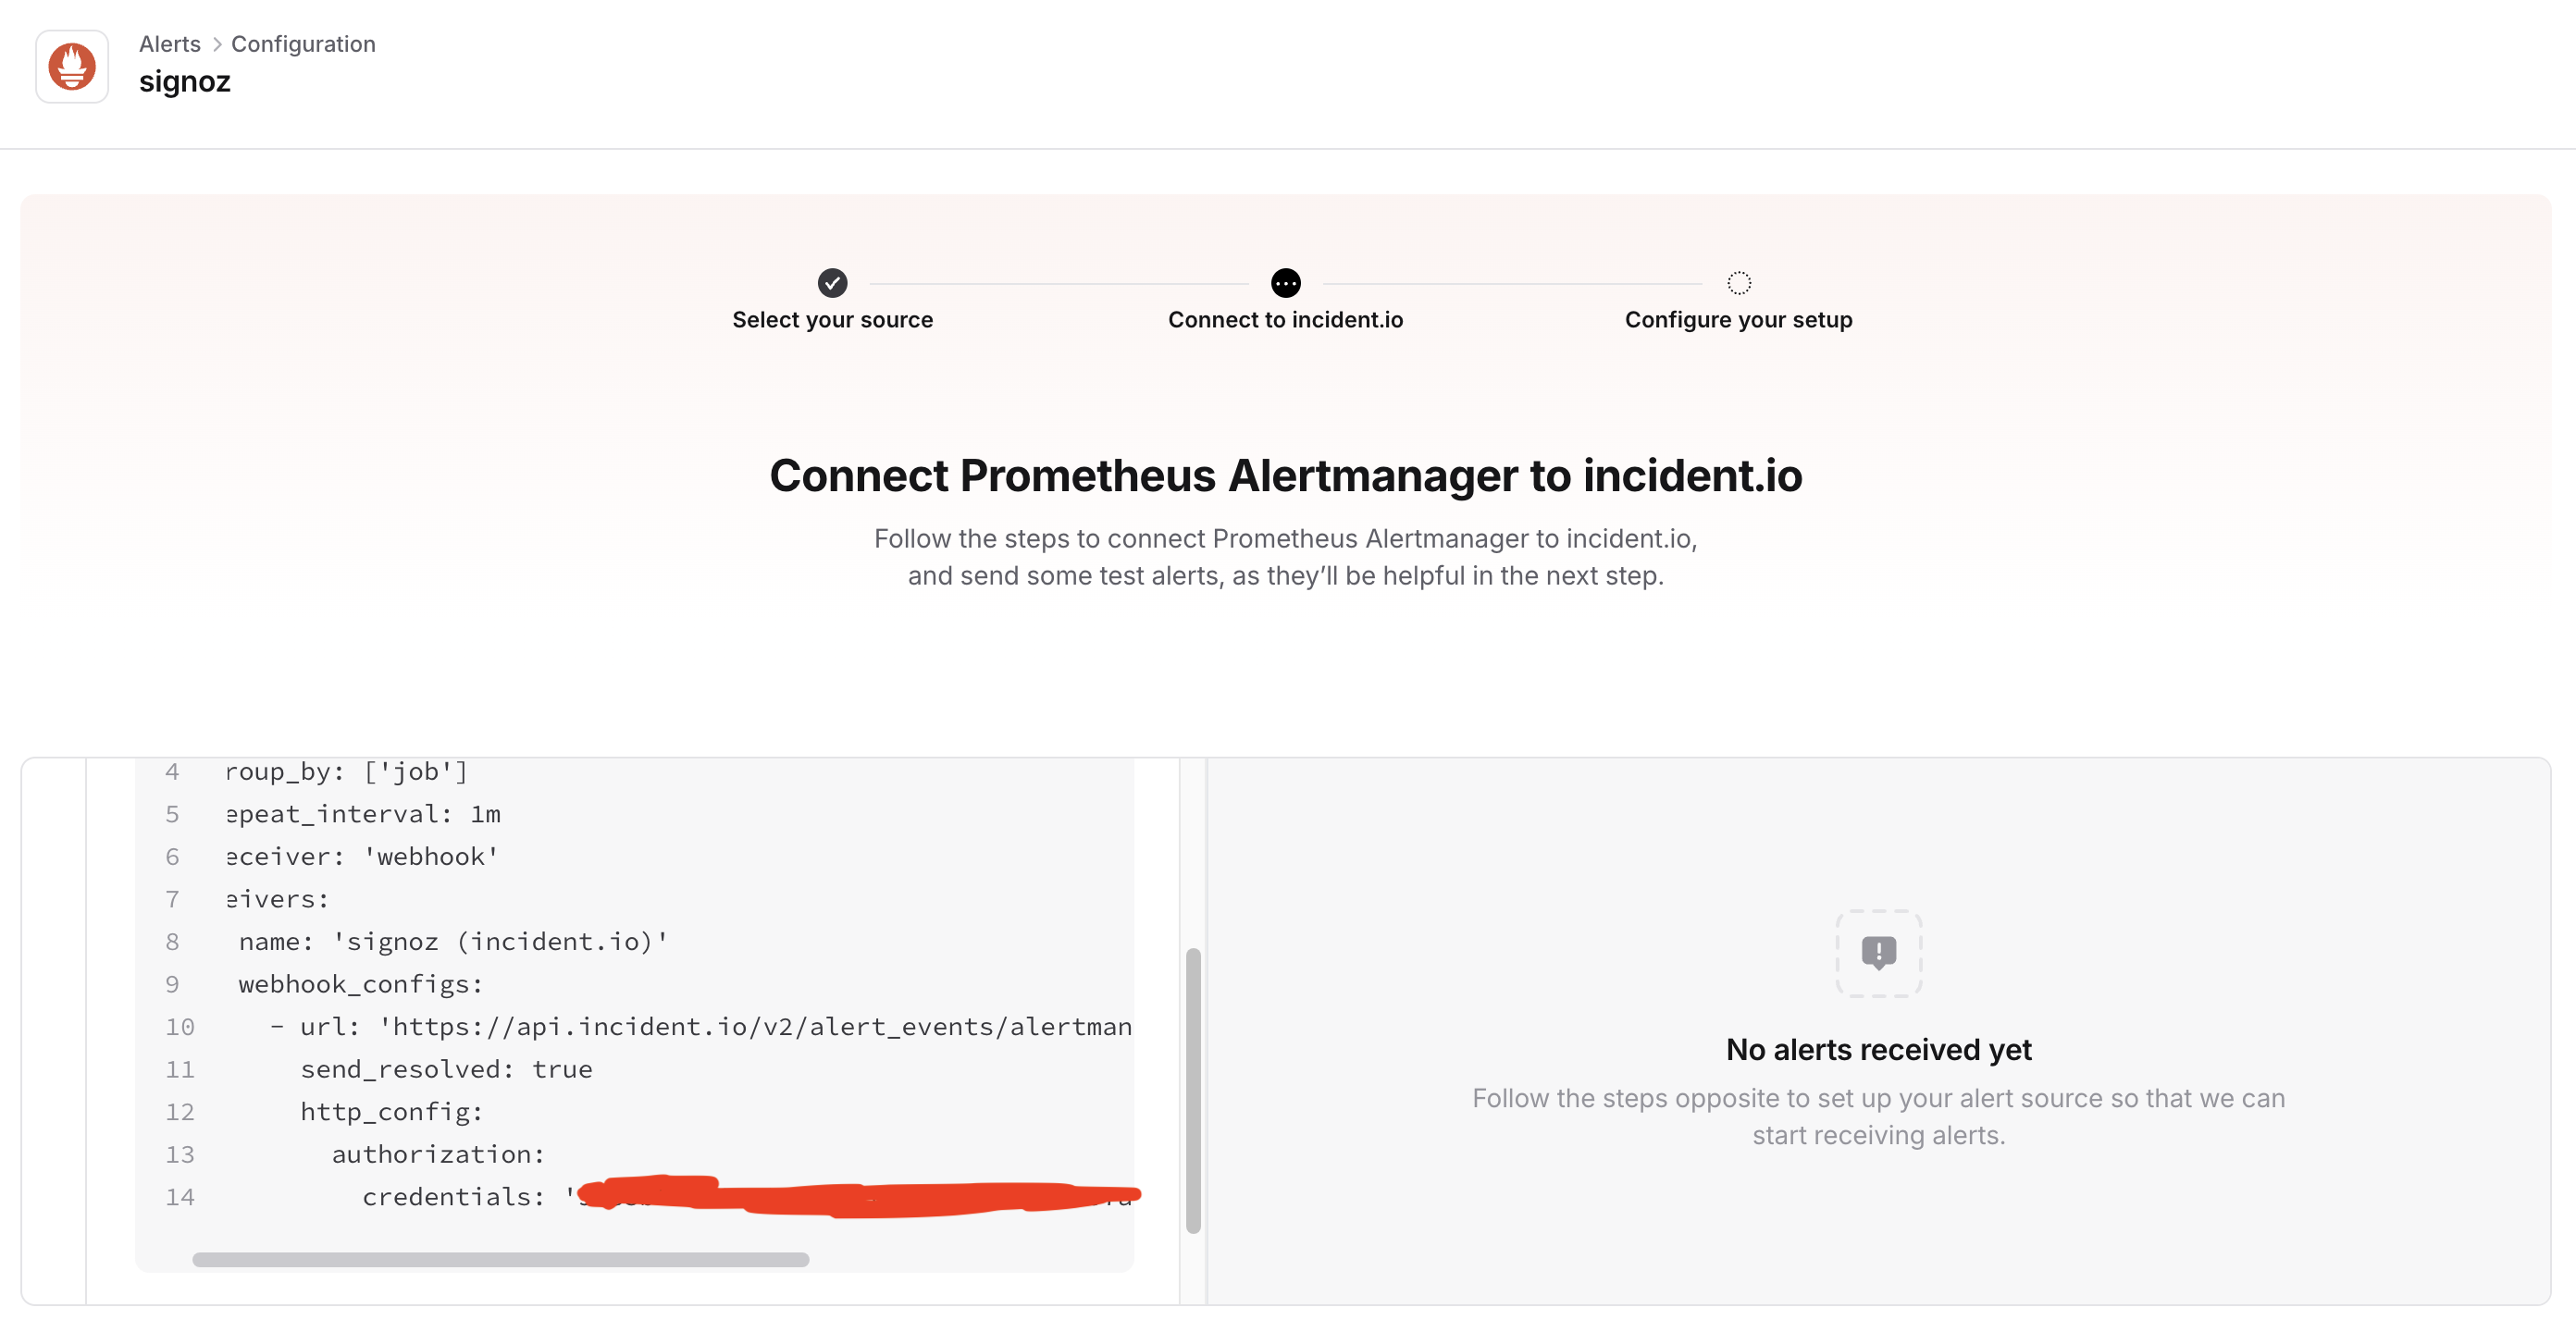 Alerts > Configuration
signoz
Select your source
Connect to incident.io
Configure your setup
Connect Prometheus Alertmanager to incident.io
Follow the steps to connect Prometheus Alertmanager to incident.io,
and send some test alerts, as they’ll be helpful in the next step.
4 roup_by: ['job']
5 epeat_interval: 1m
6 eceiver: 'webhook'
7 eivers:
8 name: 'signoz (incident.io)'
9 webhook_configs:
10 - url: 'https://api.incident.io/v2/alert_events/alertman
11 send_resolved: true
12 http_config:
13 authorization:
14 credentials: '
No alerts received yet
Follow the steps opposite to set up your alert source so that we can
start receiving alerts.